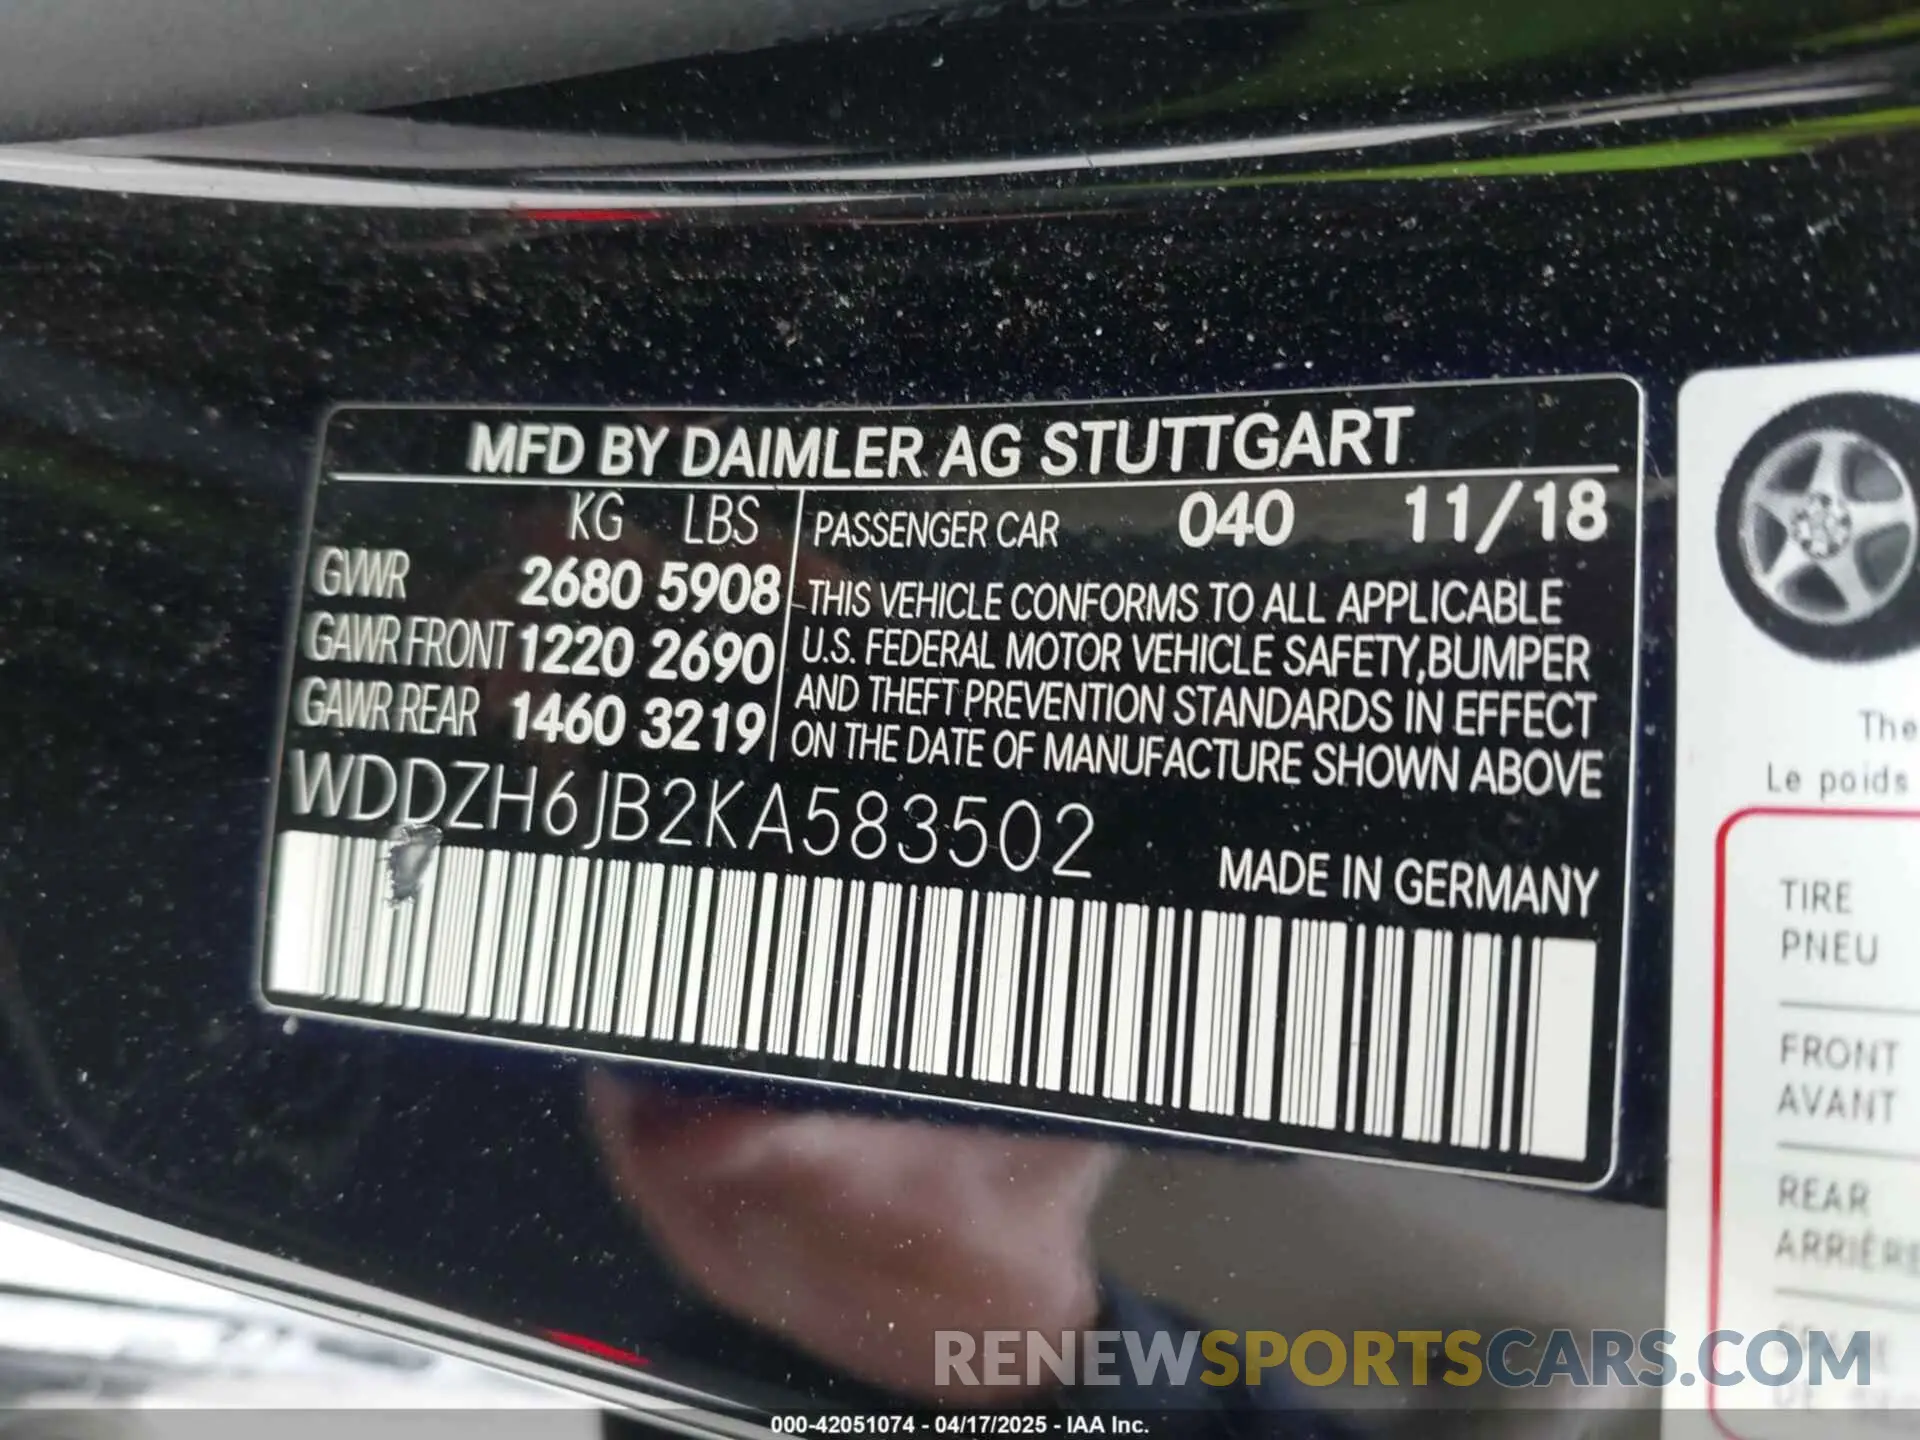 MFD BY DAIMLER AG STUTTGART
KG LBS
GVWR 2680 5908
GAWR FRONT 1220 2690
GAWR REAR 1460 3219
PASSENGER CAR 040 11/18
THIS VEHICLE CONFORMS TO ALL APPLICABLE
U.S. FEDERAL MOTOR VEHICLE SAFETY, BUMPER
AND THEFT PREVENTION STANDARDS IN EFFECT
ON THE DATE OF MANUFACTURE SHOWN ABOVE
WDDZH6JB2KA583502
MADE IN GERMANY
The
Le poids
TIRE
PNEU
FRONT
AVANT
REAR
ARRIÈRE
RENEWSPORTSCARS.COM
000-42051074 - 04/17/2025 - IAA Inc.